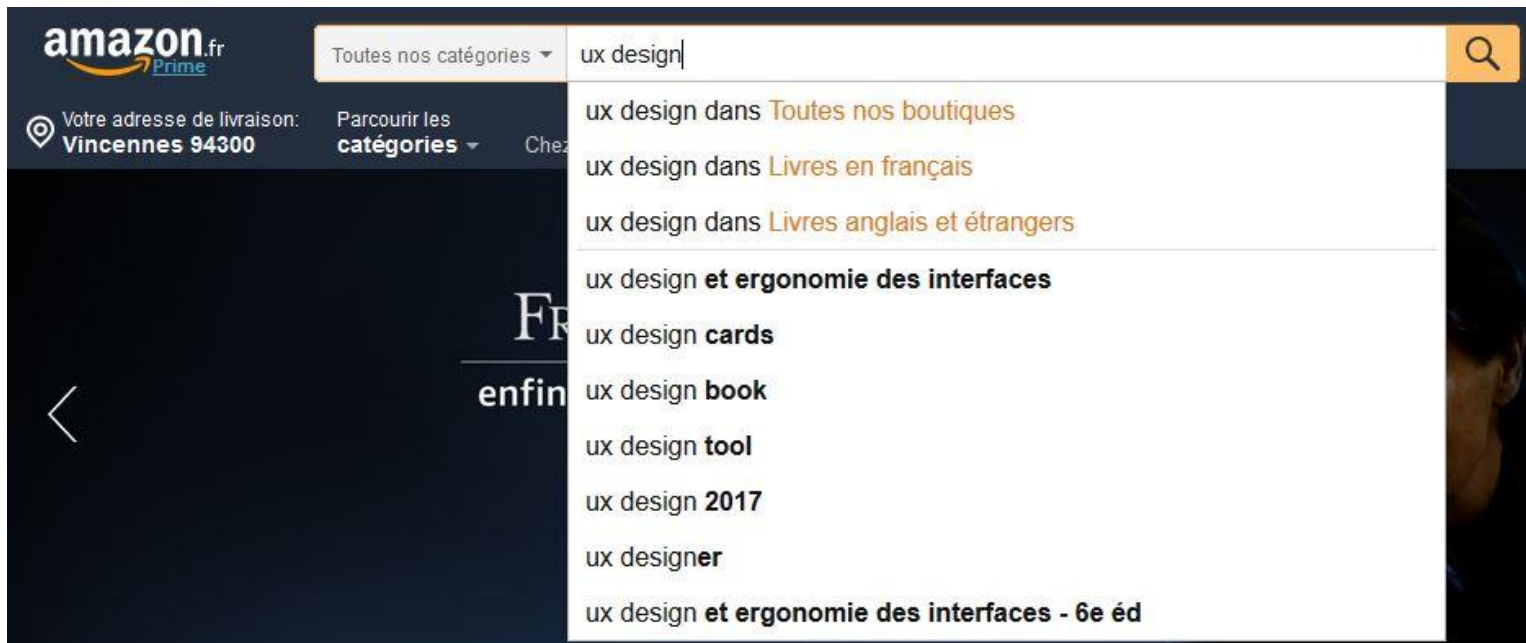 amazon.fr
Prime
Toutes nos catégories
ux design
Votre adresse de livraison:
Vincennes 94300
Parcourir les
catégories
Chez
ux design dans Toutes nos boutiques
ux design dans Livres en français
ux design dans Livres anglais et étrangers
ux design et ergonomie des interfaces
ux design cards
ux design book
ux design tool
ux design 2017
ux designer
ux design et ergonomie des interfaces - 6e éd
FR
enfin